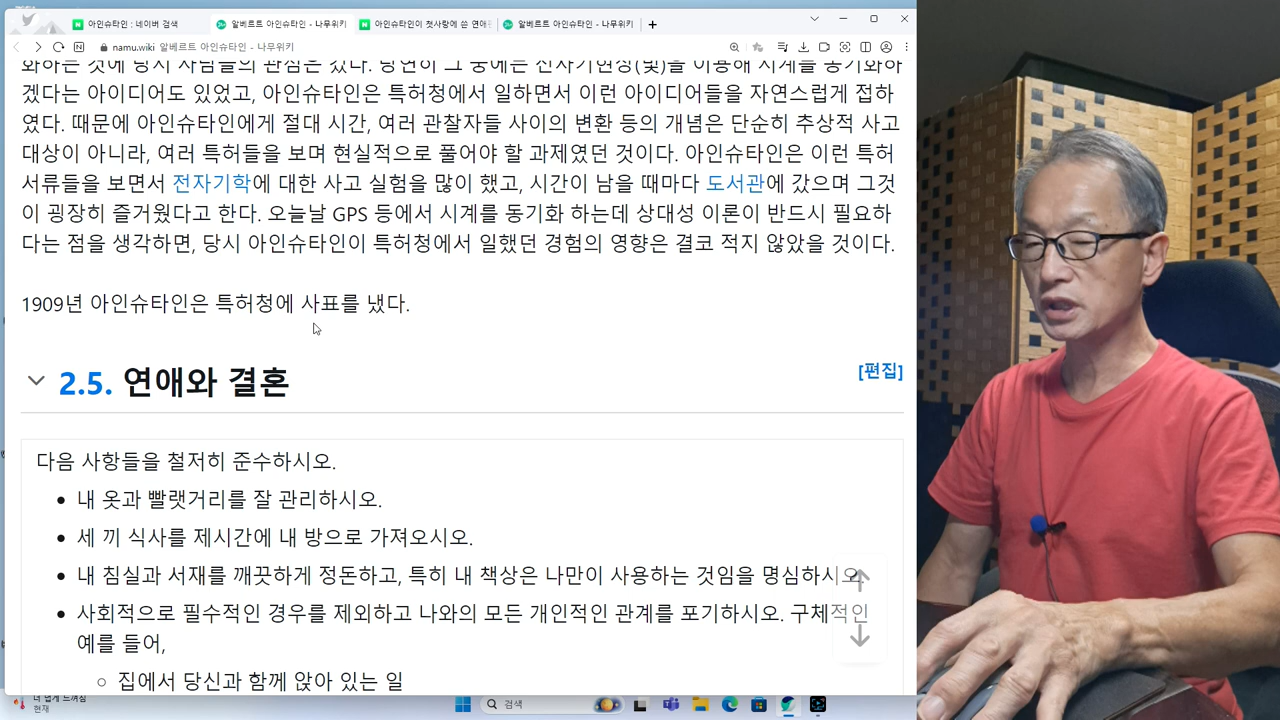 아인슈타인 : 네이버 검색
알베르트 아인슈타인 - 나무위키
아인슈타인이 첫사랑에 쓴 연애
알베르트 아인슈타인 - 나무위키
namu.wiki 알베르트 아인슈타인 - 나무위키
겠다는 아이디어도 있었고, 아인슈타인은 특허청에서 일하면서 이런 아이디어들을 자연스럽게 접하
였다. 때문에 아인슈타인에게 절대 시간, 여러 관찰자들 사이의 변환 등의 개념은 단순히 추상적 사고
대상이 아니라, 여러 특허들을 보며 현실적으로 풀어야 할 과제였던 것이다. 아인슈타인은 이런 특허
서류들을 보면서 전자기학에 대한 사고 실험을 많이 했고, 시간이 남을 때마다 도서관에 갔으며 그것
이 굉장히 즐거웠다고 한다. 오늘날 GPS 등에서 시계를 동기화 하는데 상대성 이론이 반드시 필요하
다는 점을 생각하면, 당시 아인슈타인이 특허청에서 일했던 경험의 영향은 결코 적지 않았을 것이다.
1909년 아인슈타인은 특허청에 사표를 냈다.
2.5. 연애와 결혼
[편집]
다음 사항들을 철저히 준수하시오.
내 옷과 빨랫거리를 잘 관리하시오.
세 끼 식사를 제시간에 내 방으로 가져오시오.
내 침실과 서재를 깨끗하게 정돈하고, 특히 내 책상은 나만이 사용하는 것임을 명심하시오.
사회적으로 필수적인 경우를 제외하고 나와의 모든 개인적인 관계를 포기하시오. 구체적인
예를 들어,
집에서 당신과 함께 앉아 있는 일
더 덥게 느껴짐
현재
검색